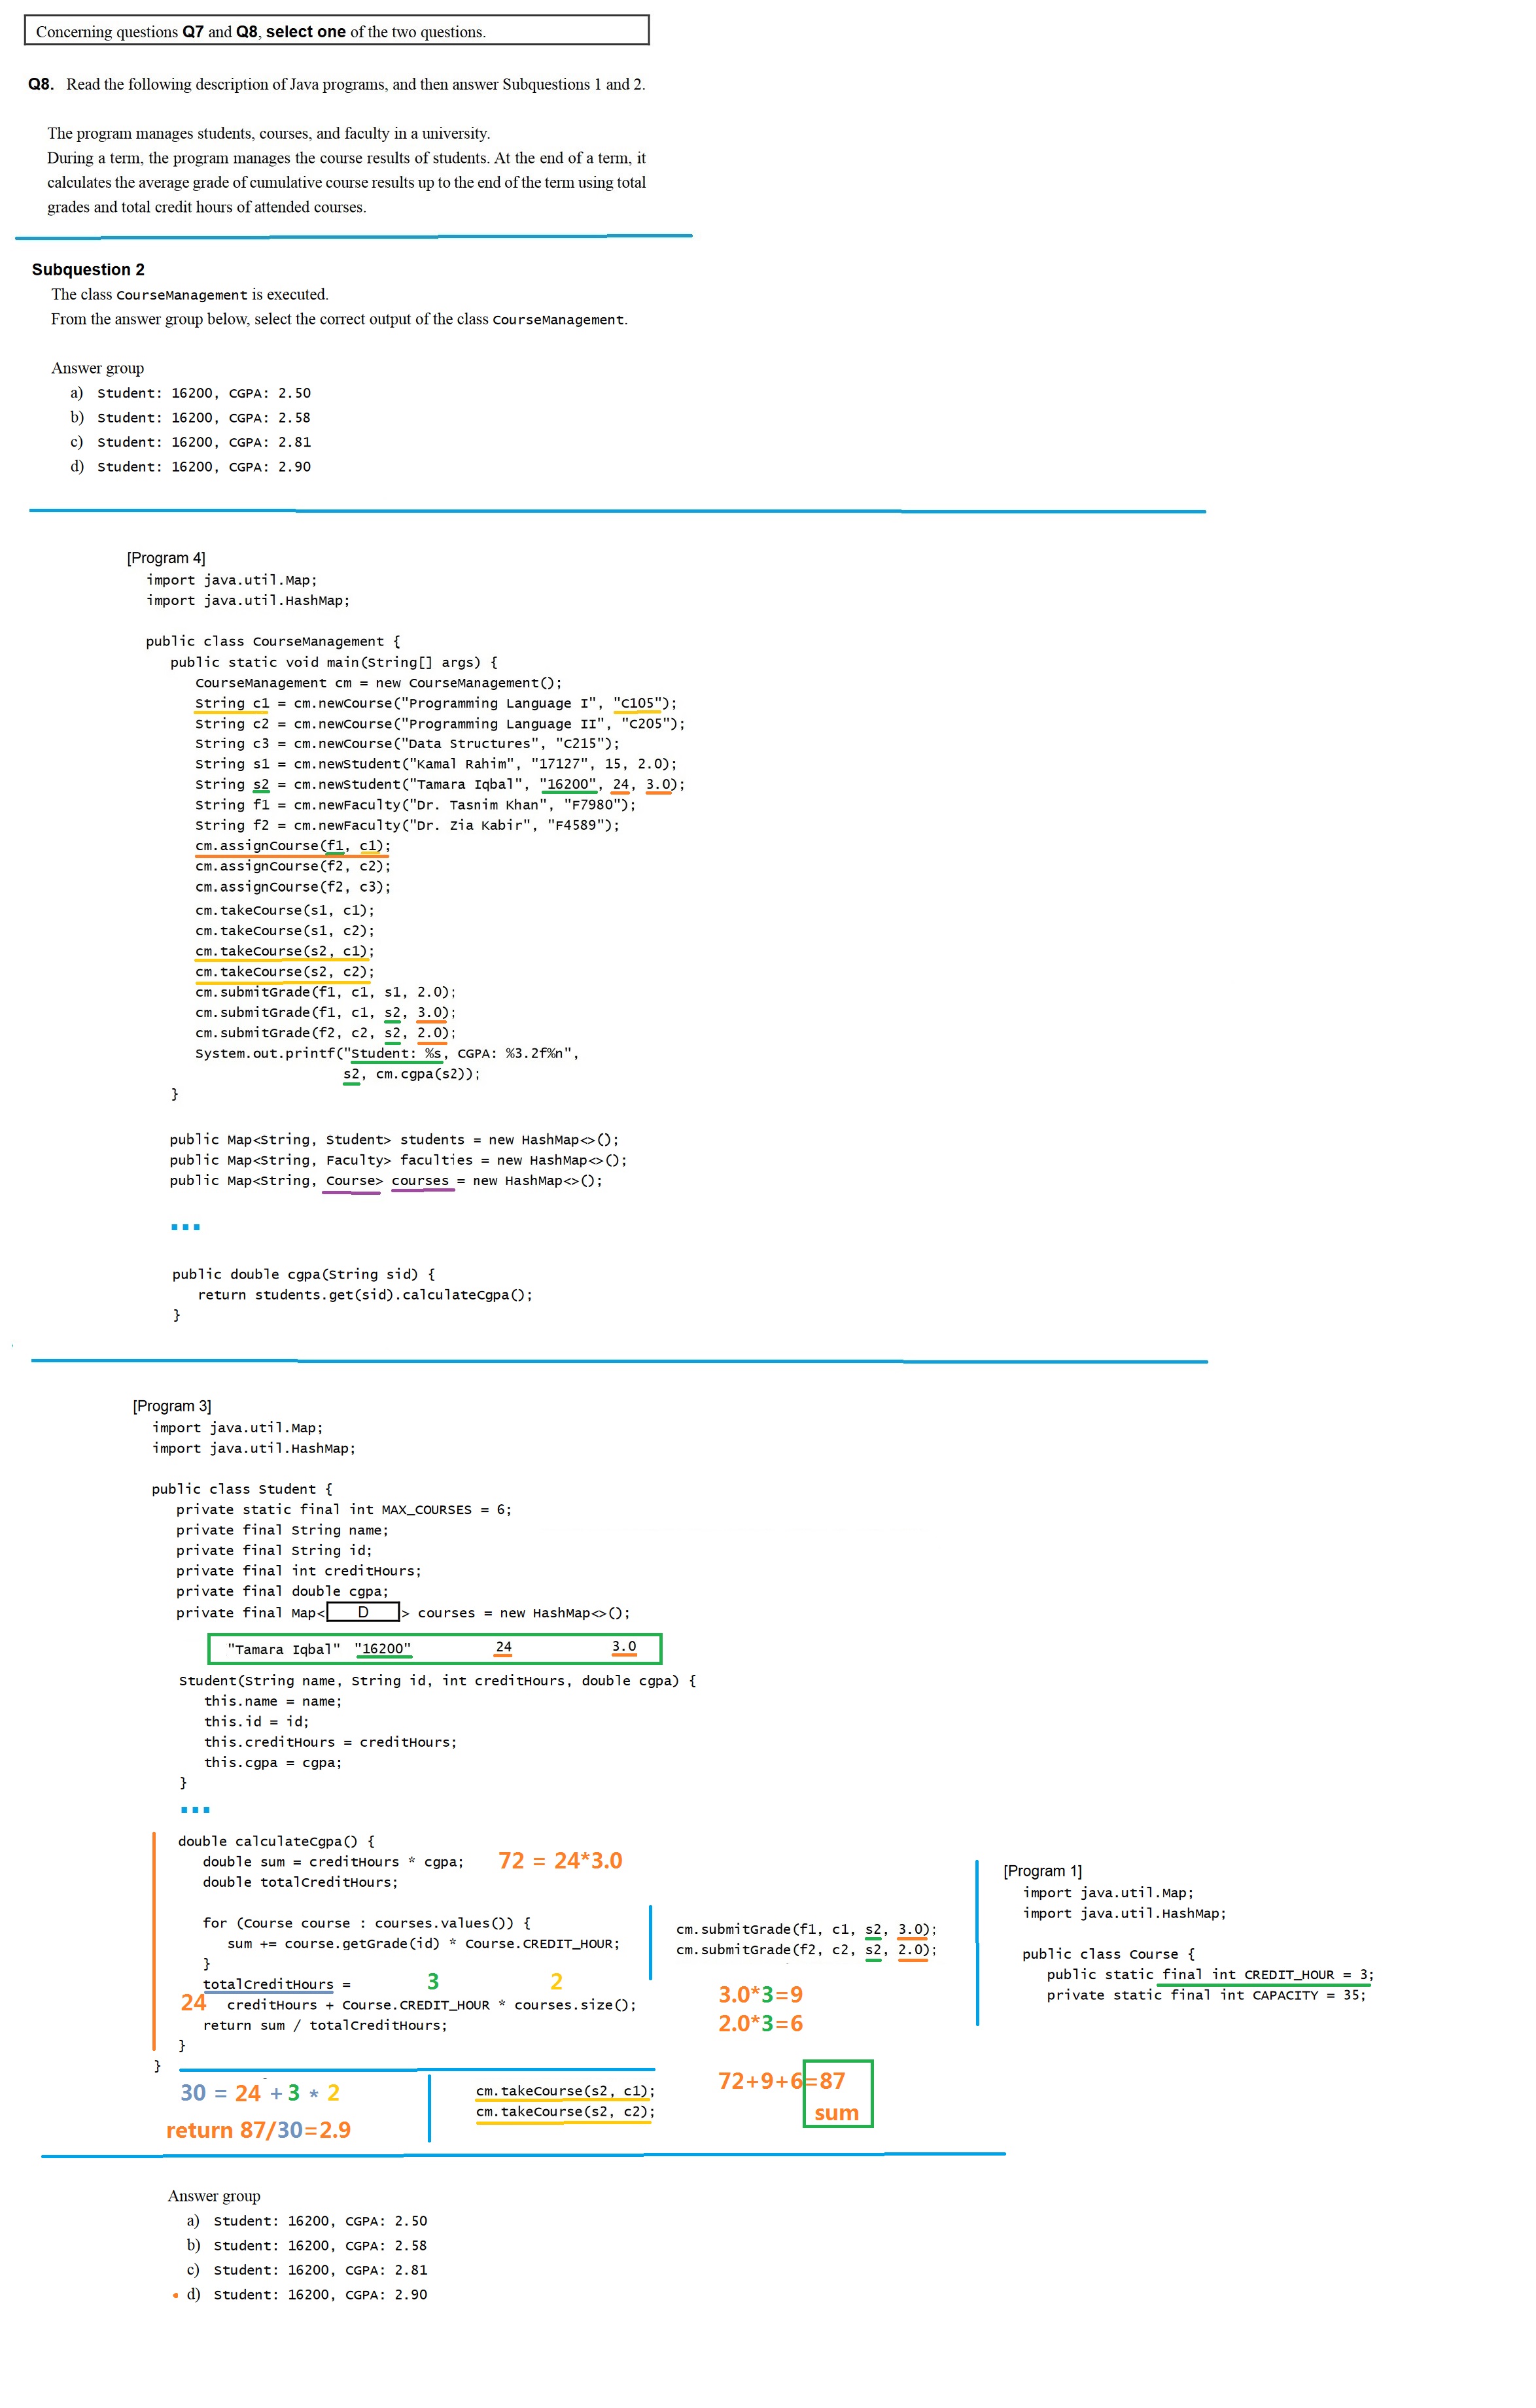 Concerning questions Q7 and Q8, select one of the two questions.
Q8. Read the following description of Java programs, and then answer Subquestions 1 and 2.
The program manages students, courses, and faculty in a university.
During a term, the program manages the course results of students. At the end of a term, it
calculates the average grade of cumulative course results up to the end of the term using total
grades and total credit hours of attended courses.
Subquestion 2
The class CourseManagement is executed.
From the answer group below, select the correct output of the class CourseManagement.
Answer group
a) Student: 16200, CGPA: 2.50
b) Student: 16200, CGPA: 2.58
c) Student: 16200, CGPA: 2.81
d) Student: 16200, CGPA: 2.90
[Program 4]
import java.util.Map;
import java.util.HashMap;
public class CourseManagement {
public static void main(String[] args) {
CourseManagement cm = new CourseManagement();
String c1 = cm.newCourse("Programming Language I", "C105");
String c2 = cm.newCourse("Programming Language II", "C205");
String c3 = cm.newCourse("Data Structures", "C215");
String s1 = cm.newStudent("Kamal Rahim", "17127", 15, 2.0);
String s2 = cm.newStudent("Tamara Iqbal", "16200", 24, 3.0);
String f1 = cm.newFaculty("Dr. Tasnim Khan", "F7980");
String f2 = cm.newFaculty("Dr. Zia Kabir", "F4589");
cm.assignCourse(f1, c1);
cm.assignCourse(f2, c2);
cm.assignCourse(f2, c3);
cm.takeCourse(s1, c1);
cm.takeCourse(s1, c2);
cm.takeCourse(s2, c1);
cm.takeCourse(s2, c2);
cm.submitGrade(f1, c1, s1, 2.0);
cm.submitGrade(f1, c1, s2, 3.0);
cm.submitGrade(f2, c2, s2, 2.0);
System.out.printf("Student: %s, CGPA: %3.2f%n",
s2, cm.cgpa(s2));
}
public Map<String, Student> students = new HashMap<>();
public Map<String, Faculty> faculties = new HashMap<>();
public Map<String, Course> courses = new HashMap<>();
...
public double cgpa(String sid) {
return students.get(sid).calculateCgpa();
}
[Program 3]
import java.util.Map;
import java.util.HashMap;
public class Student {
private static final int MAX_COURSES = 6;
private final String name;
private final String id;
private final int creditHours;
private final double cgpa;
private final Map< D > courses = new HashMap<>();
"Tamara Iqbal" "16200" 24 3.0
Student(String name, String id, int creditHours, double cgpa) {
this.name = name;
this.id = id;
this.creditHours = creditHours;
this.cgpa = cgpa;
}
...
double calculateCgpa() {
double sum = creditHours * cgpa; 72 = 24*3.0
double totalCreditHours;
for (Course course : courses.values()) {
sum += course.getGrade(id) * Course.CREDIT_HOUR;
}
totalCreditHours = 3 2
24 creditHours + Course.CREDIT_HOUR * courses.size();
return sum / totalCreditHours;
}
}
cm.submitGrade(f1, c1, s2, 3.0);
cm.submitGrade(f2, c2, s2, 2.0);
3.0*3=9
2.0*3=6
72+9+6=87
sum
[Program 1]
import java.util.Map;
import java.util.HashMap;
public class Course {
public static final int CREDIT_HOUR = 3;
private static final int CAPACITY = 35;
30 = 24 + 3 * 2
return 87/30=2.9
cm.takeCourse(s2, c1);
cm.takeCourse(s2, c2);
Answer group
a) Student: 16200, CGPA: 2.50
b) Student: 16200, CGPA: 2.58
c) Student: 16200, CGPA: 2.81
d) Student: 16200, CGPA: 2.90